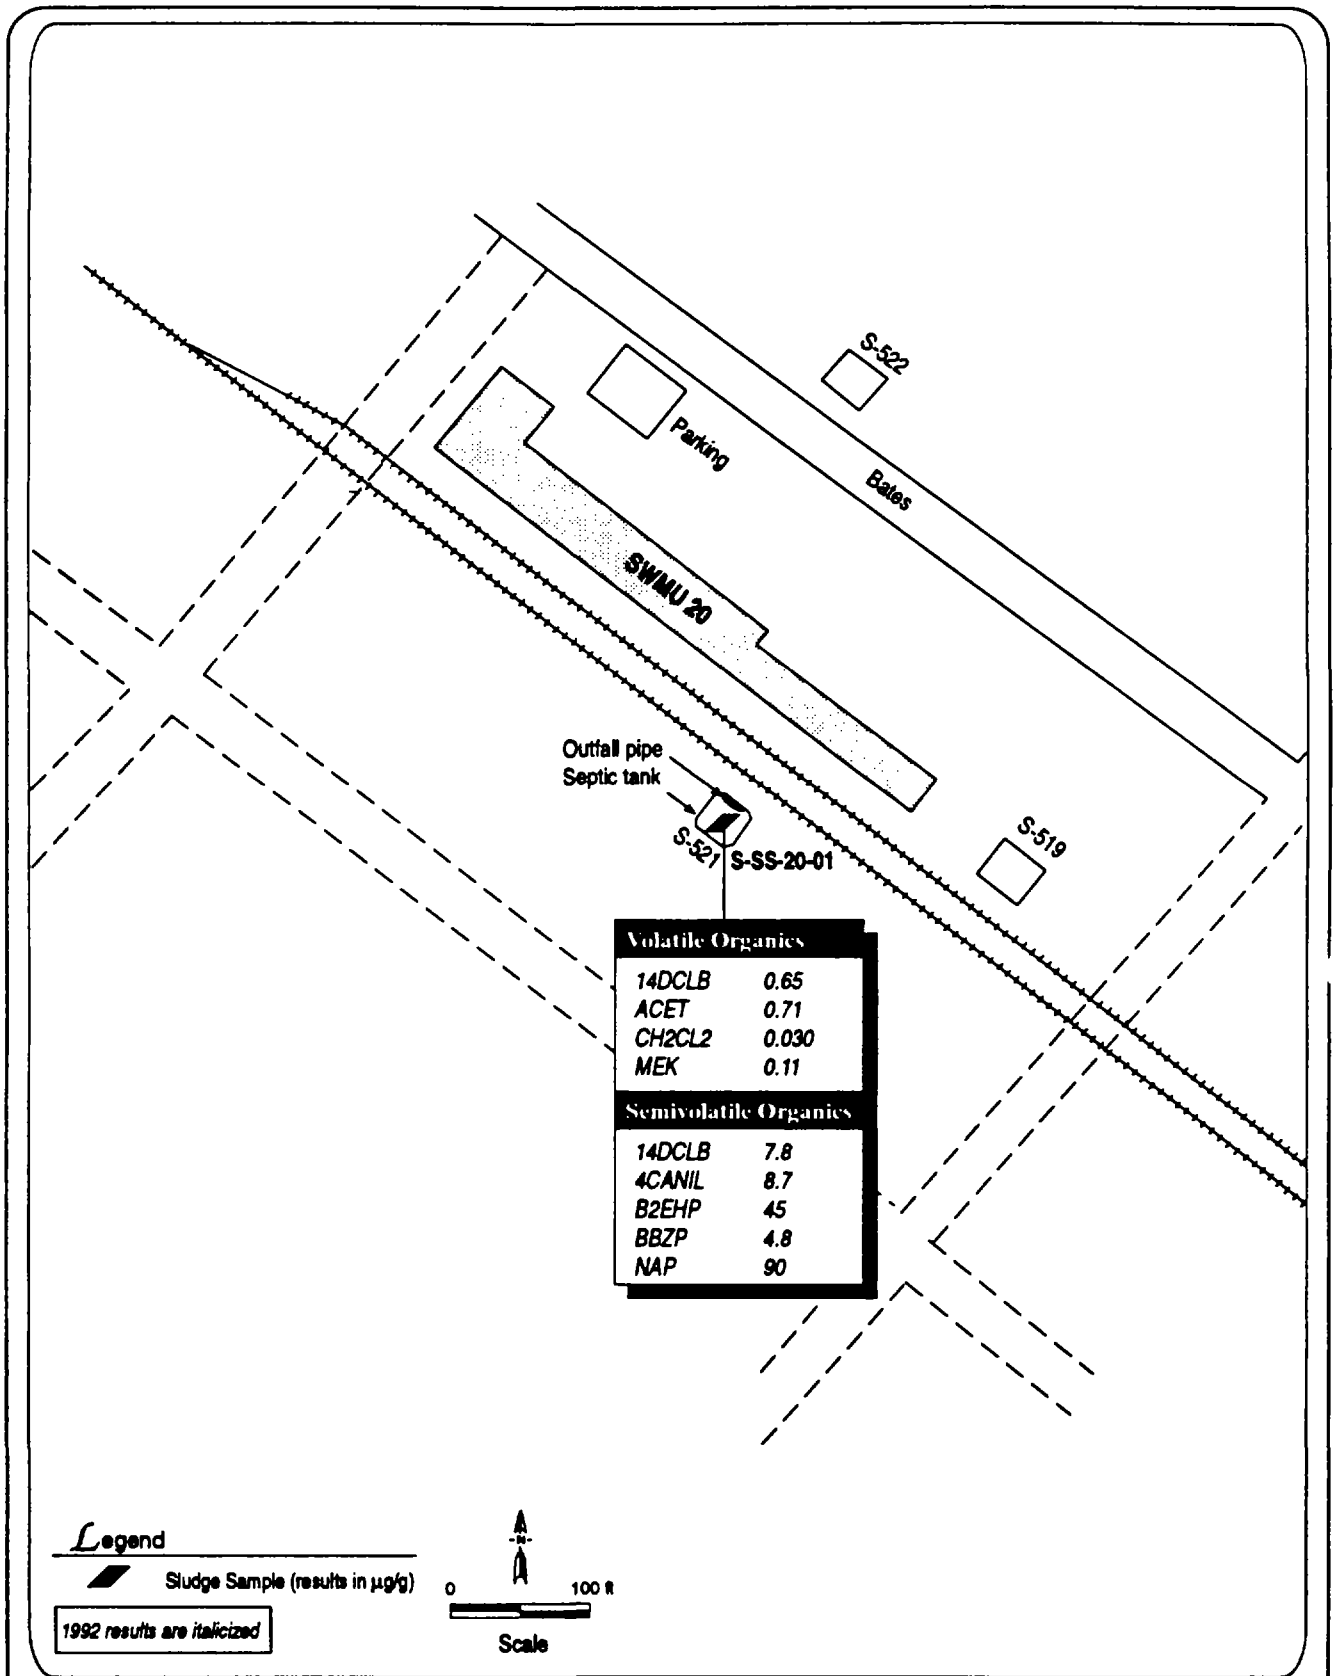 S-522
Parking
Bates
SWMU 20
Outfall pipe
Septic tank
S-519
S-521
S-SS-20-01
Volatile Organics
14DCLB 0.65
ACET 0.71
CH2CL2 0.030
MEK 0.11
Semivolatile Organics
14DCLB 7.8
4CANIL 8.7
B2EHP 45
BBZP 4.8
NAP 90
Legend
Sludge Sample (results in µg/g)
1992 results are italicized
N
0 100 ft
Scale